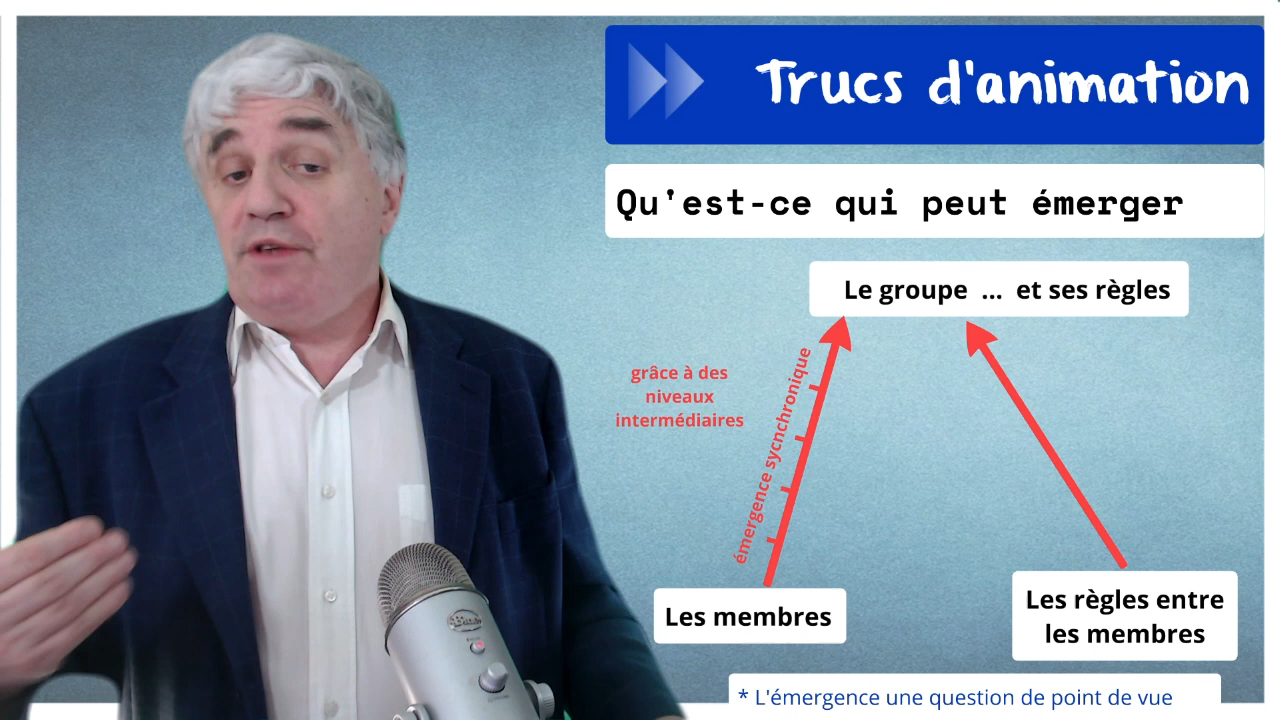 Trucs d'animation
Qu'est-ce qui peut émerger
Le groupe ... et ses règles
grâce à des
niveaux
intermédiaires
émergence sycnchronique
Les membres
Les règles entre
les membres
* L'émergence une question de point de vue